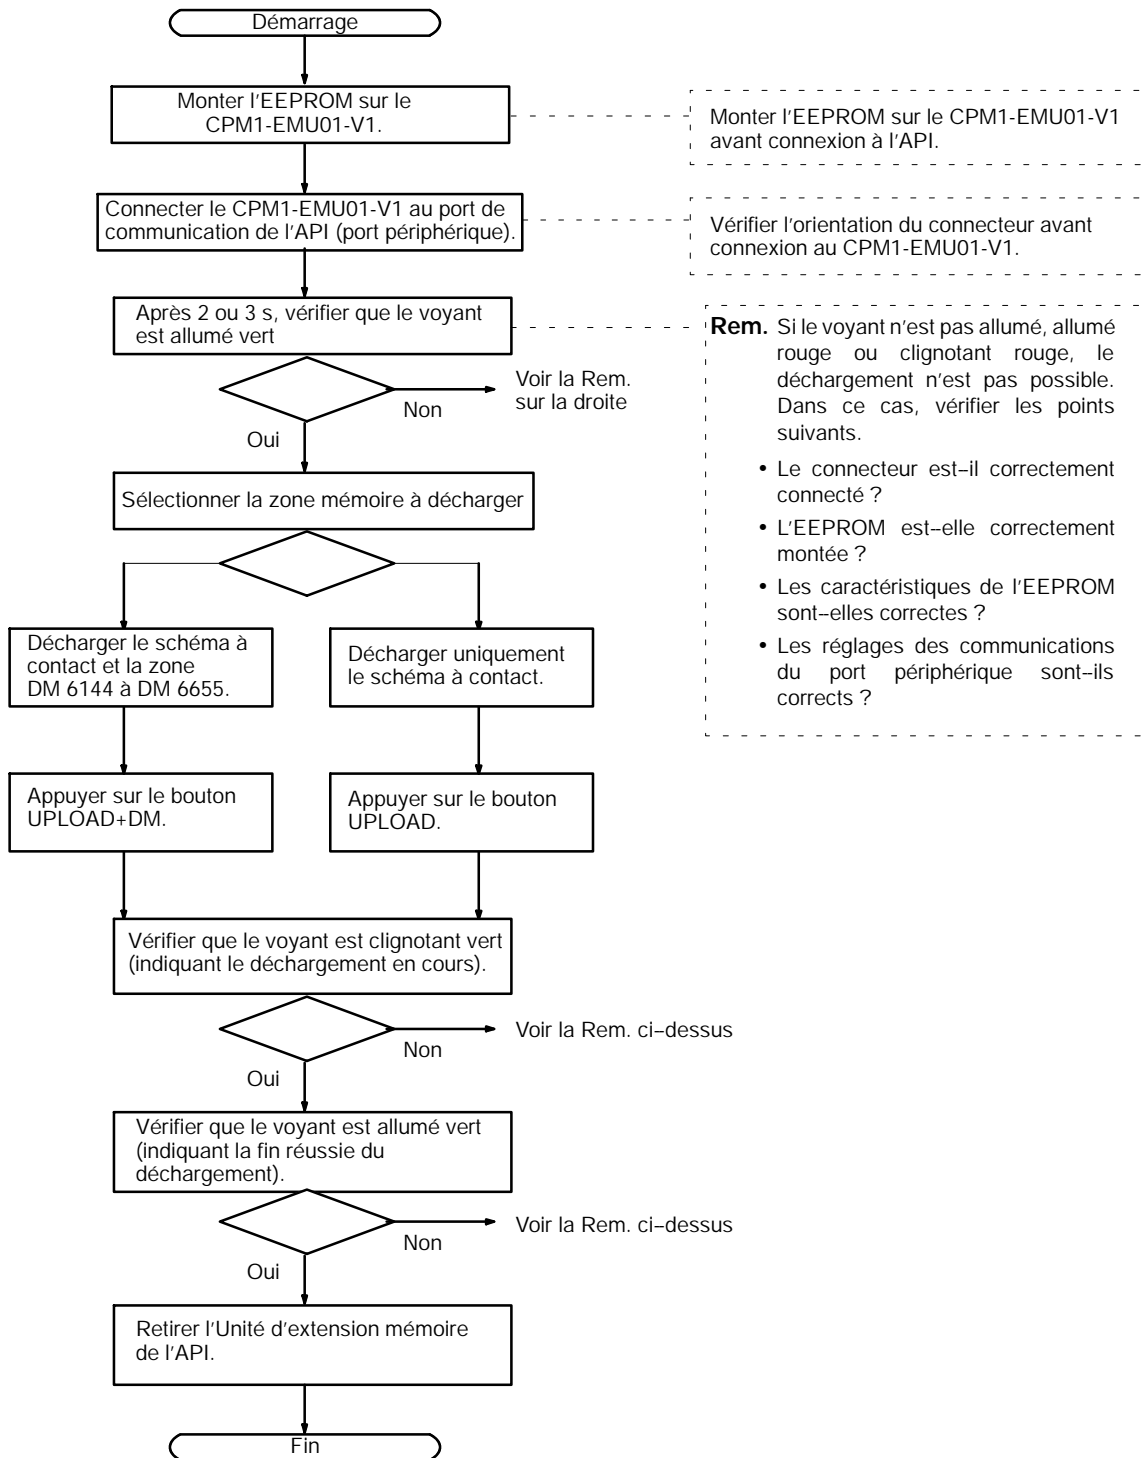 Démarrage
Monter l'EEPROM sur le
CPM1-EMU01-V1.
Monter l'EEPROM sur le CPM1-EMU01-V1
avant connexion à l'API.
Connecter le CPM1-EMU01-V1 au port de
communication de l'API (port périphérique).
Vérifier l'orientation du connecteur avant
connexion au CPM1-EMU01-V1.
Après 2 ou 3 s, vérifier que le voyant
est allumé vert
Rem. Si le voyant n'est pas allumé, allumé
rouge ou clignotant rouge, le
déchargement n'est pas possible.
Dans ce cas, vérifier les points
suivants.
• Le connecteur est–il correctement
connecté ?
• L'EEPROM est–elle correctement
montée ?
• Les caractéristiques de l'EEPROM
sont–elles correctes ?
• Les réglages des communications
du port périphérique sont–ils
corrects ?
Non
Voir la Rem.
sur la droite
Oui
Sélectionner la zone mémoire à décharger
Décharger le schéma à
contact et la zone
DM 6144 à DM 6655.
Décharger uniquement
le schéma à contact.
Appuyer sur le bouton
UPLOAD+DM.
Appuyer sur le bouton
UPLOAD.
Vérifier que le voyant est clignotant vert
(indiquant le déchargement en cours).
Non
Voir la Rem. ci–dessus
Oui
Vérifier que le voyant est allumé vert
(indiquant la fin réussie du
déchargement).
Non
Voir la Rem. ci–dessus
Oui
Retirer l'Unité d'extension mémoire
de l'API.
Fin